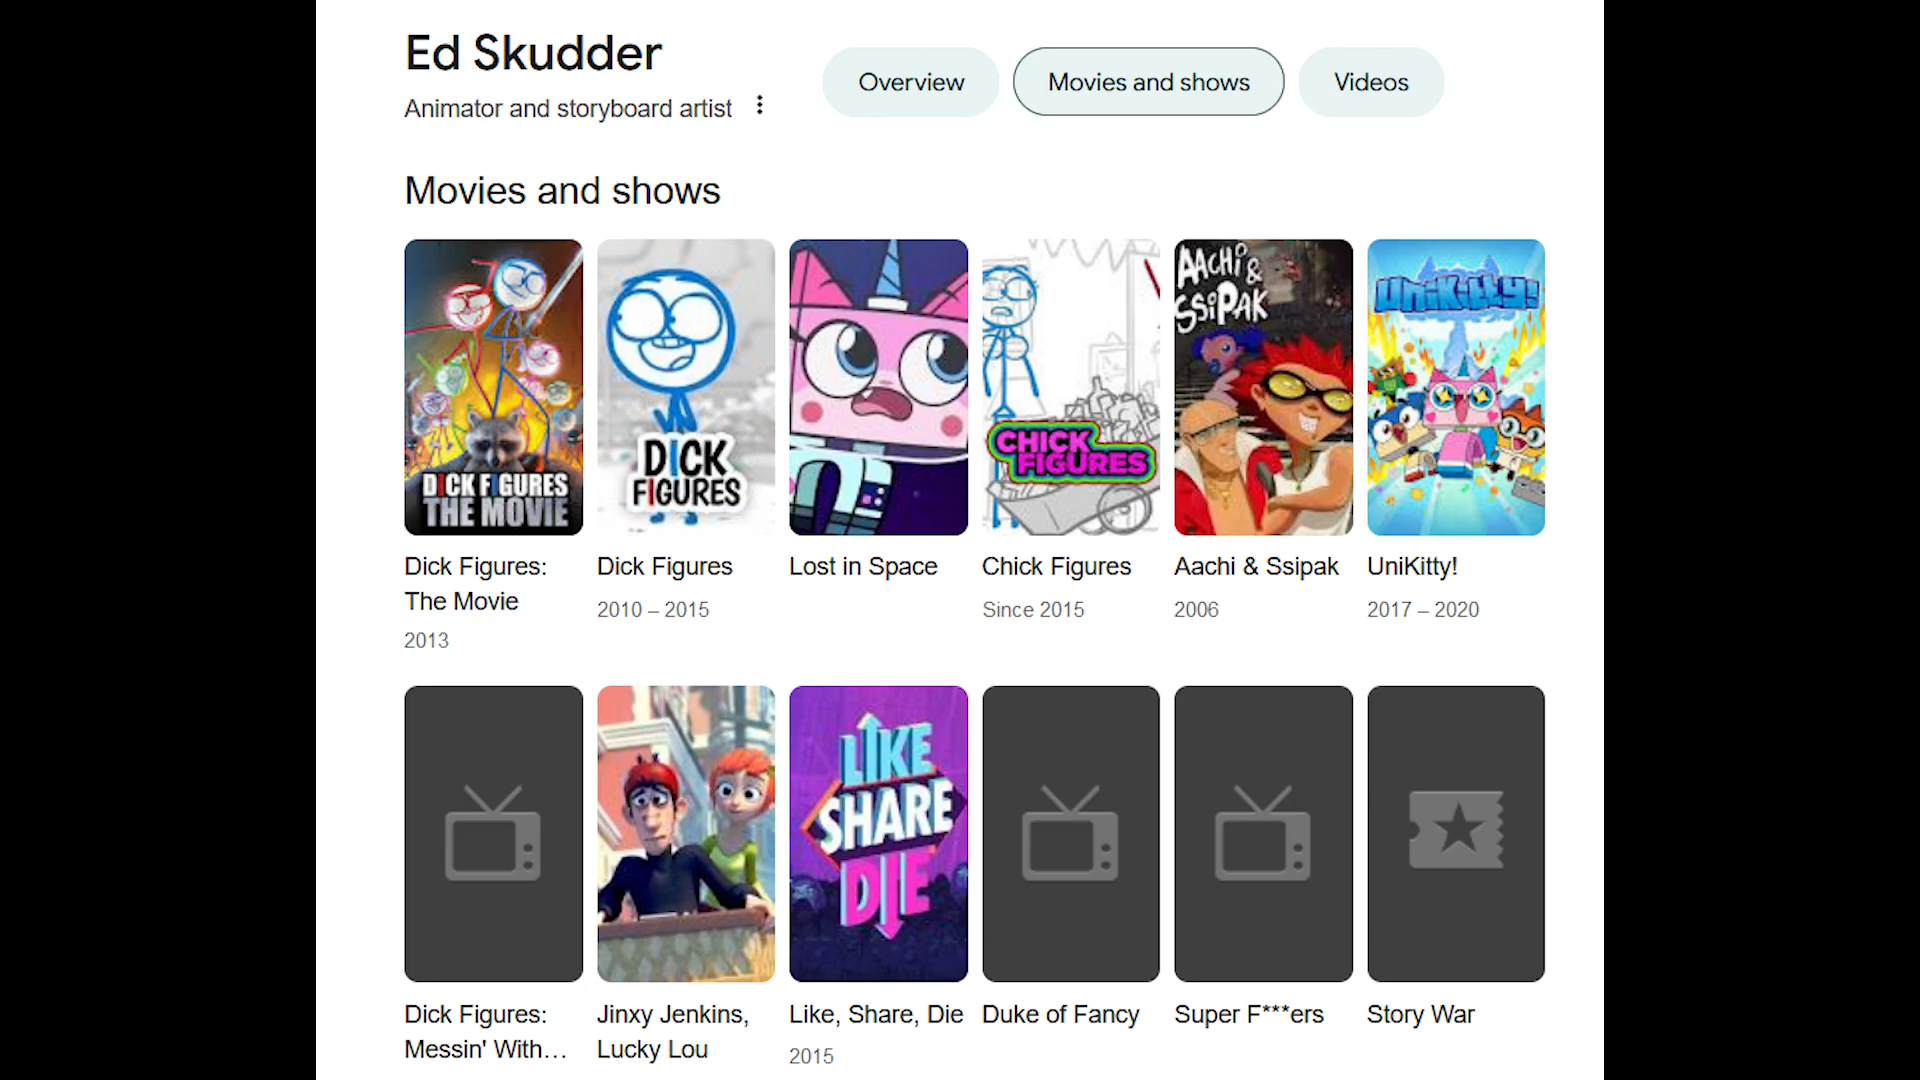 Ed Skudder
Animator and storyboard artist
Overview
Movies and shows
Videos
Movies and shows
DICK FIGURES
THE MOVIE
DICK
FIGURES
CHICK
FIGURES
AACHi &
SSiPAK
UNiKiTTY!
Dick Figures:
The Movie
2013
Dick Figures
2010 – 2015
Lost in Space
Chick Figures
Since 2015
Aachi & Ssipak
2006
UniKitty!
2017 – 2020
LIKE
SHARE
DIE
Dick Figures:
Messin' With…
Jinxy Jenkins,
Lucky Lou
Like, Share, Die
2015
Duke of Fancy
Super F***ers
Story War